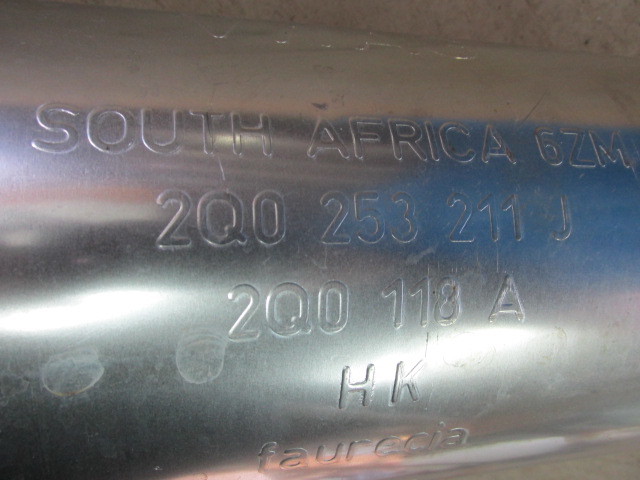 SOUTH AFRICA 6ZM
2Q0 253 211 J
2Q0 118 A
HK
faurecia